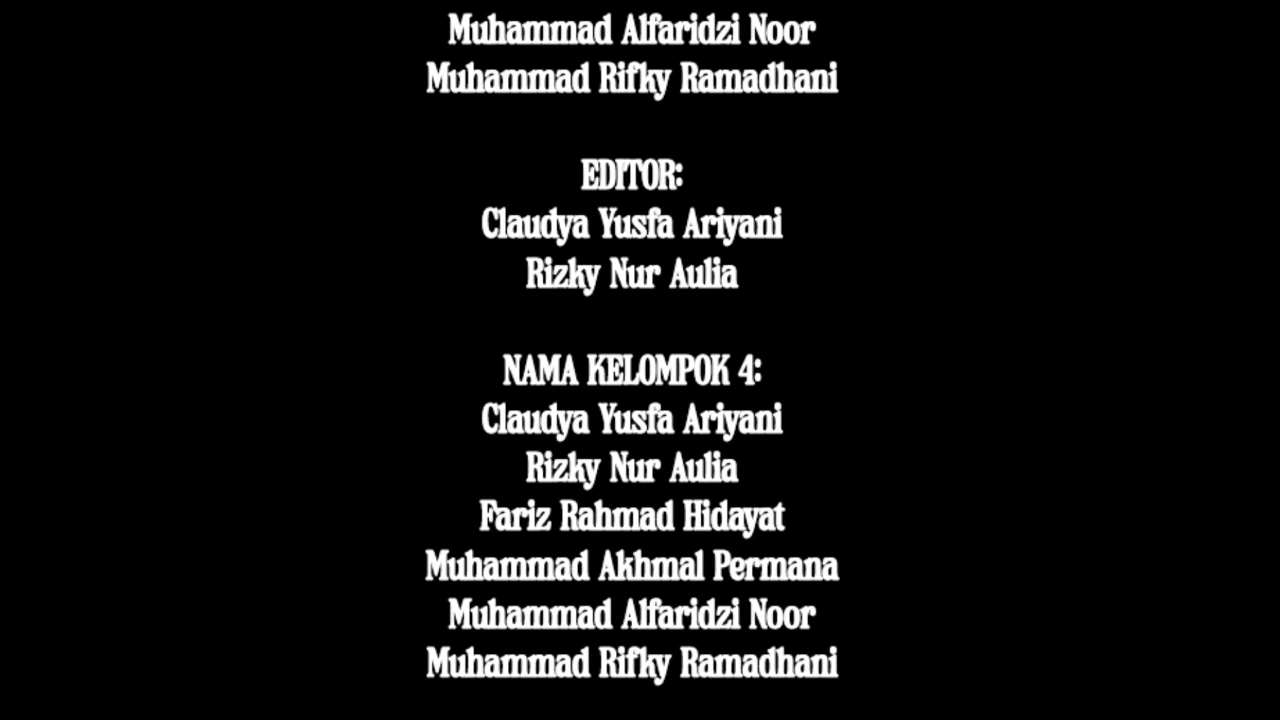 Muhammad Alfaridzi Noor
Muhammad Rifky Ramadhani
EDITOR:
Claudya Yusfa Ariyani
Rizky Nur Aulia
NAMA KELOMPOK 4:
Claudya Yusfa Ariyani
Rizky Nur Aulia
Fariz Rahmad Hidayat
Muhammad Akhmal Permana
Muhammad Alfaridzi Noor
Muhammad Rifky Ramadhani